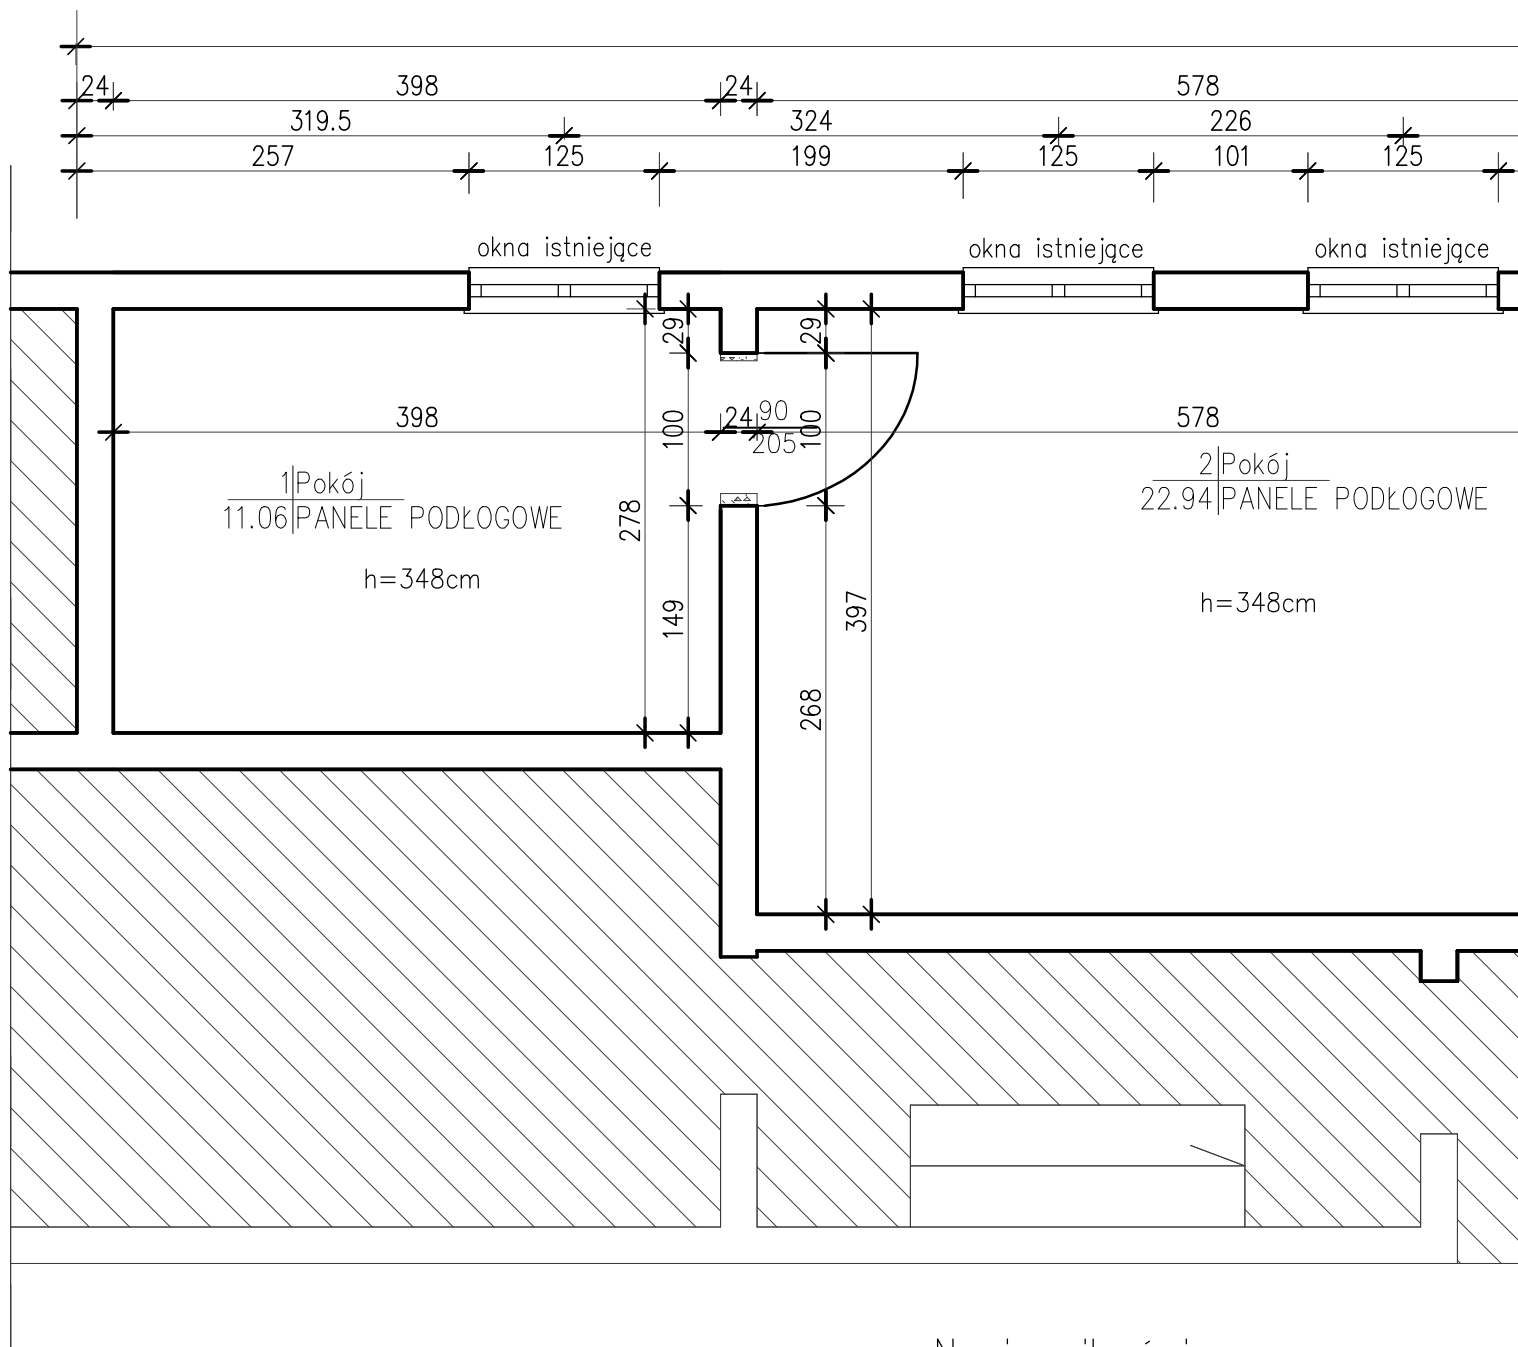 24 398 24 578
319.5 324 226
257 125 199 125 101 125
okna istniejące okna istniejące okna istniejące
29 29
398 24 90 578
205
100 100
1 Pokój
11.06 PANELE PODŁOGOWE
h=348cm
278
149
2 Pokój
22.94 PANELE PODŁOGOWE
h=348cm
397
268